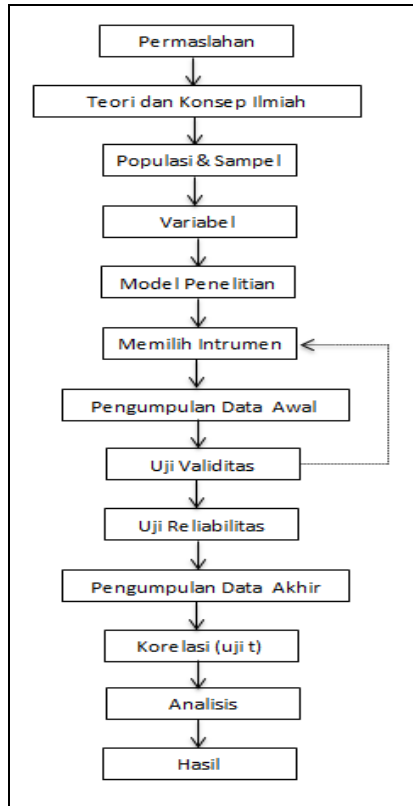 Permaslahan
Teori dan Konsep Ilmiah
Populasi & Sampel
Variabel
Model Penelitian
Memilih Intrumen
Pengumpulan Data Awal
Uji Validitas
Uji Reliabilitas
Pengumpulan Data Akhir
Korelasi (uji t)
Analisis
Hasil